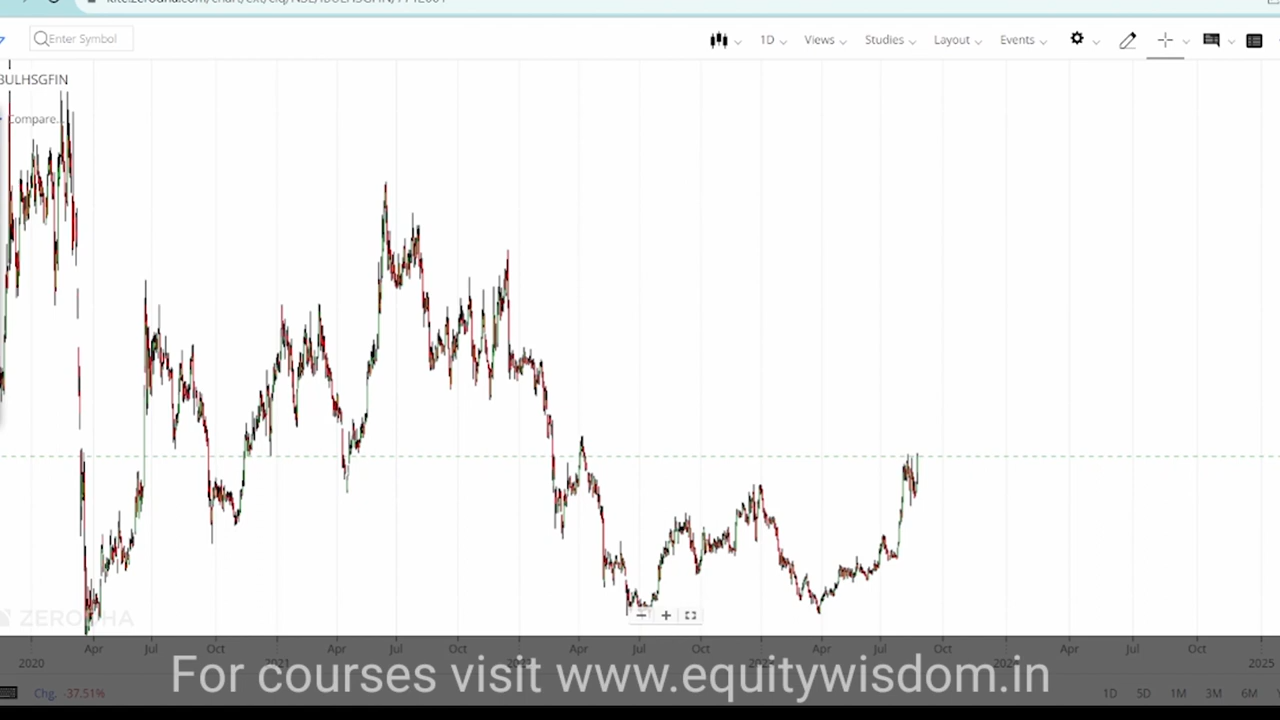 Enter Symbol
1D
Views
Studies
Layout
Events
BULHSGFIN
Compare...
ZERODHA
Apr Jul Oct Apr Jul Oct Apr Jul Oct Apr Jul Oct Apr Jul Oct
2020 2021 2024 2025
For courses visit www.equitywisdom.in
Chg. -37.51%
1D 5D 1M 3M 6M